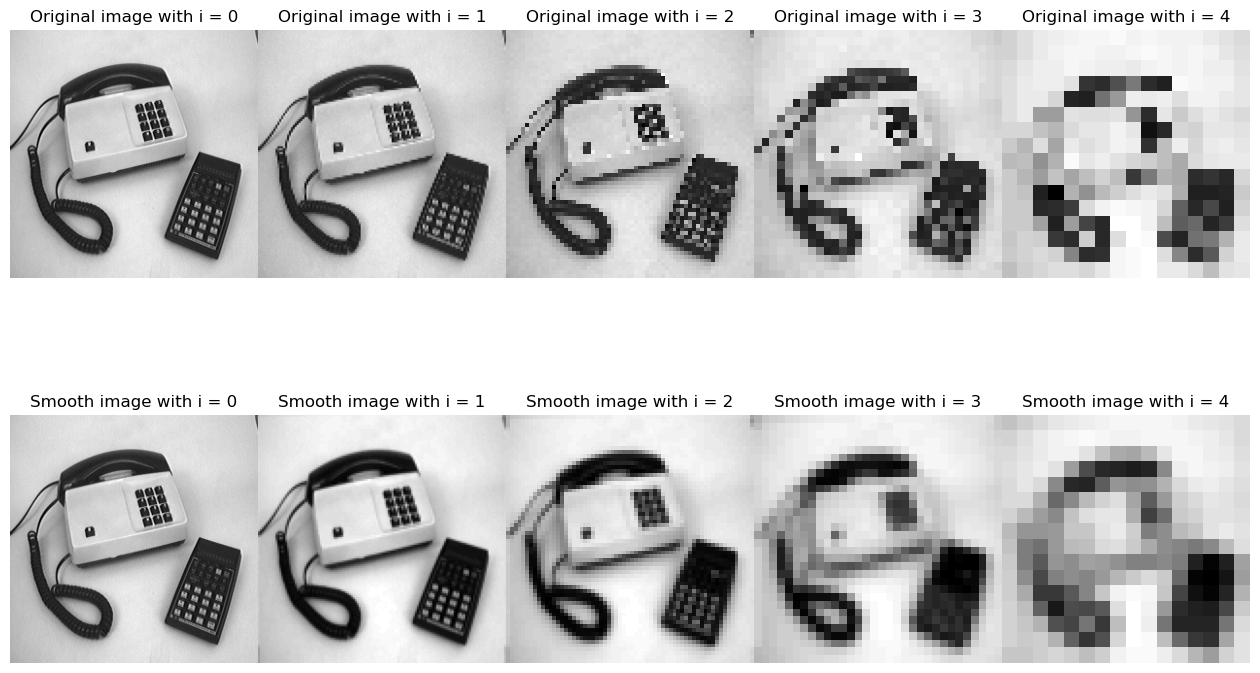 Original image with i = 0
Original image with i = 1
Original image with i = 2
Original image with i = 3
Original image with i = 4
Smooth image with i = 0
Smooth image with i = 1
Smooth image with i = 2
Smooth image with i = 3
Smooth image with i = 4